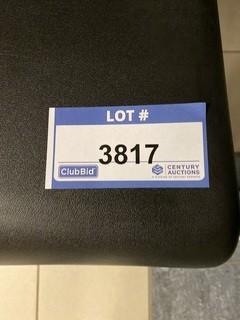 LOT #
3817
ClubBid
CENTURY
AUCTIONS